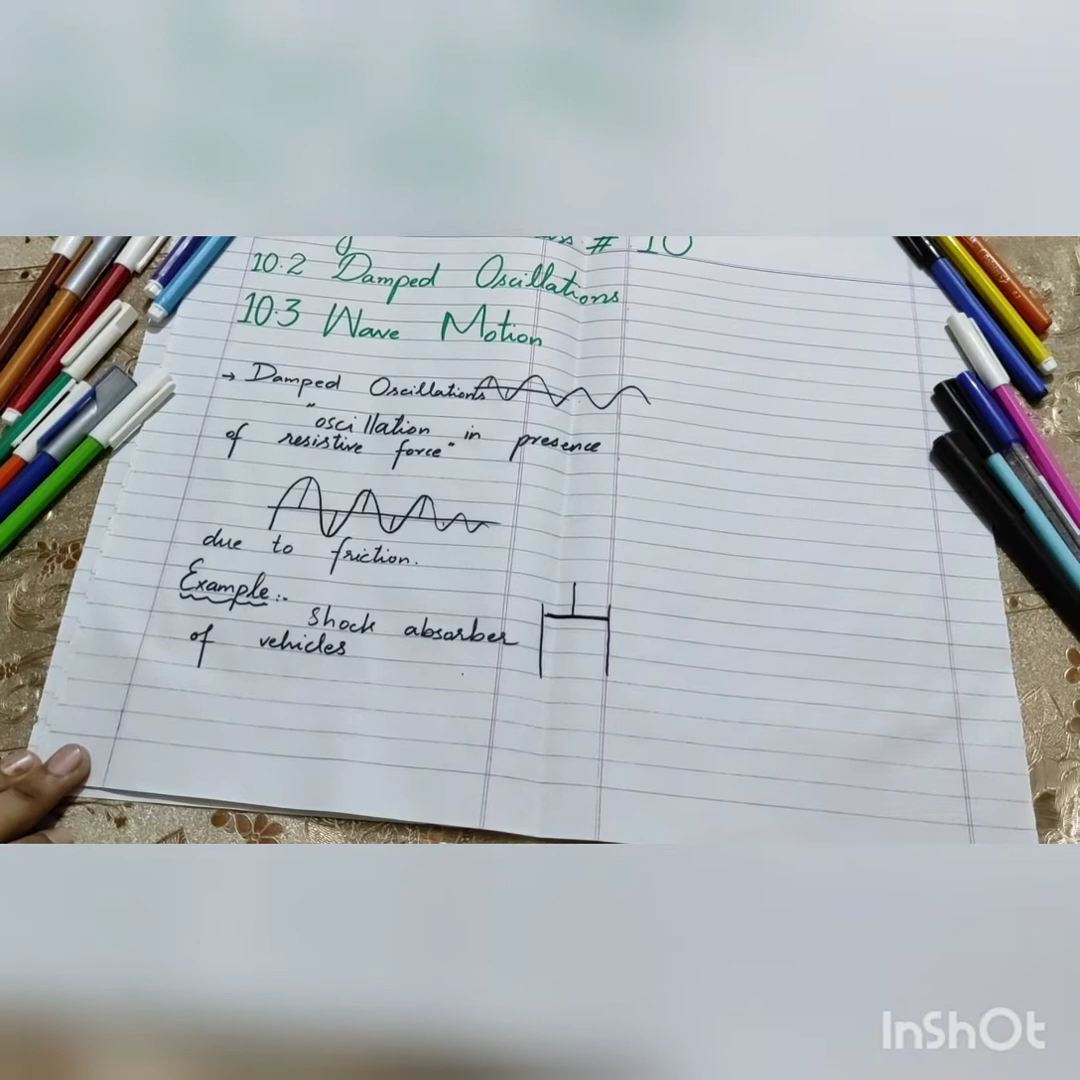 # 10
10.2 Damped Oscillations
10.3 Wave Motion
→ Damped Oscillations
"oscillation in presence
of resistive force"
due to friction.
Example:-
Shock absorber
of vehicles
InShOt